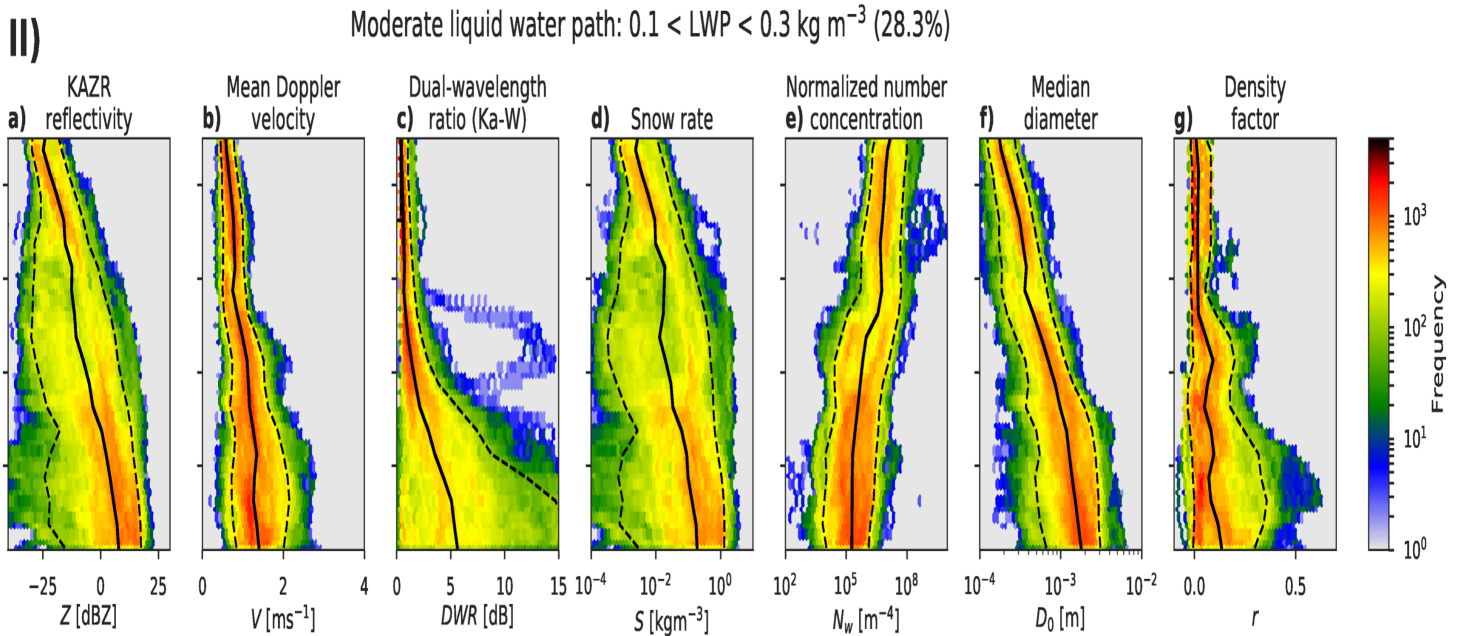 II)
Moderate liquid water path: 0.1 < LWP < 0.3 kg m⁻³ (28.3%)
a) KAZR
reflectivity
b) Mean Doppler
velocity
c) Dual-wavelength
ratio (Ka-W)
d) Snow rate
e) Normalized number
concentration
f) Median
diameter
g) Density
factor
−25 0 25
Z [dBZ]
0 2 4
V [ms⁻¹]
0 5 10 15
DWR [dB]
10⁻⁴ 10⁻² 10⁰
S [kgm⁻³]
10² 10⁵ 10⁸
N_w [m⁻⁴]
10⁻⁴ 10⁻³ 10⁻²
D₀ [m]
0.0 0.5
r
10³
10²
10¹
10⁰
Frequency